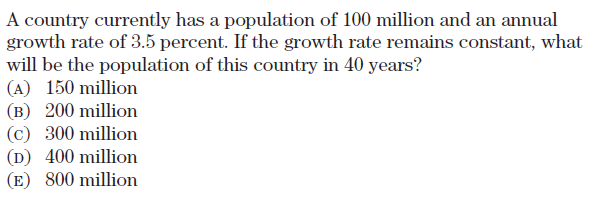 A country currently has a population of 100 million and an annual
growth rate of 3.5 percent. If the growth rate remains constant, what
will be the population of this country in 40 years?
(A) 150 million
(B) 200 million
(C) 300 million
(D) 400 million
(E) 800 million